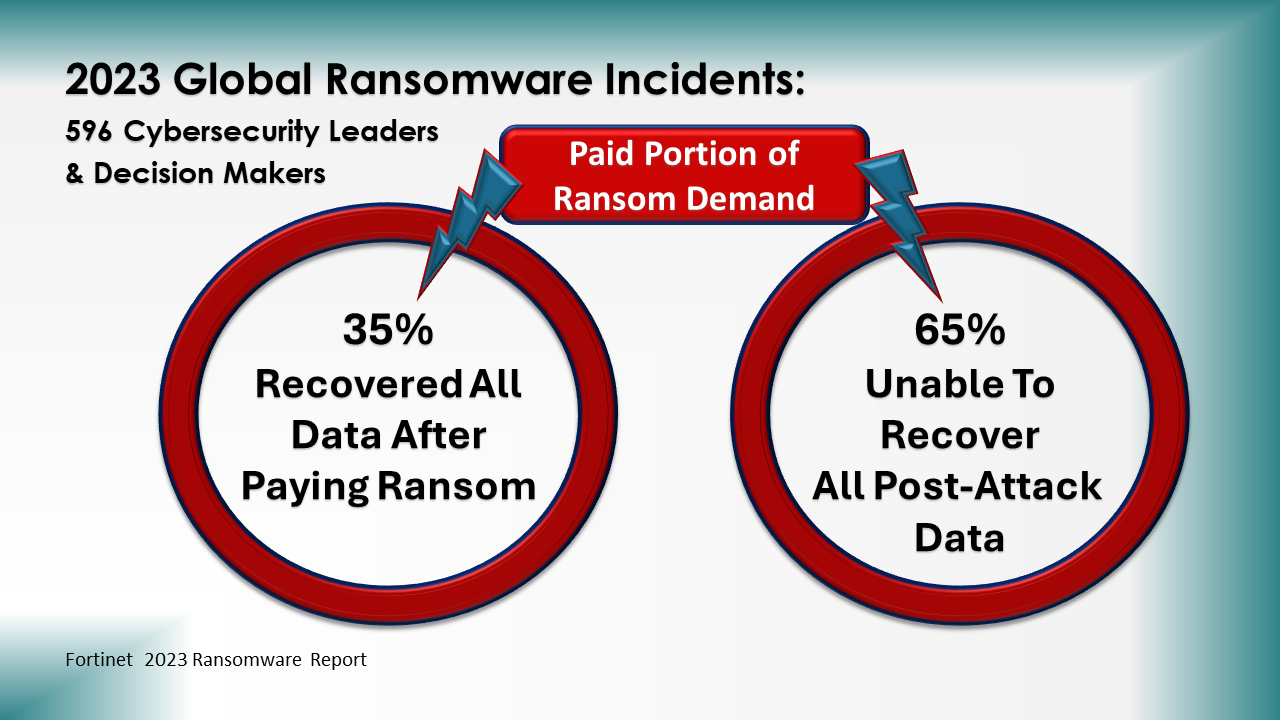 2023 Global Ransomware Incidents:
596 Cybersecurity Leaders
& Decision Makers
Paid Portion of
Ransom Demand
35%
Recovered All
Data After
Paying Ransom
65%
Unable To
Recover
All Post-Attack
Data
Fortinet 2023 Ransomware Report